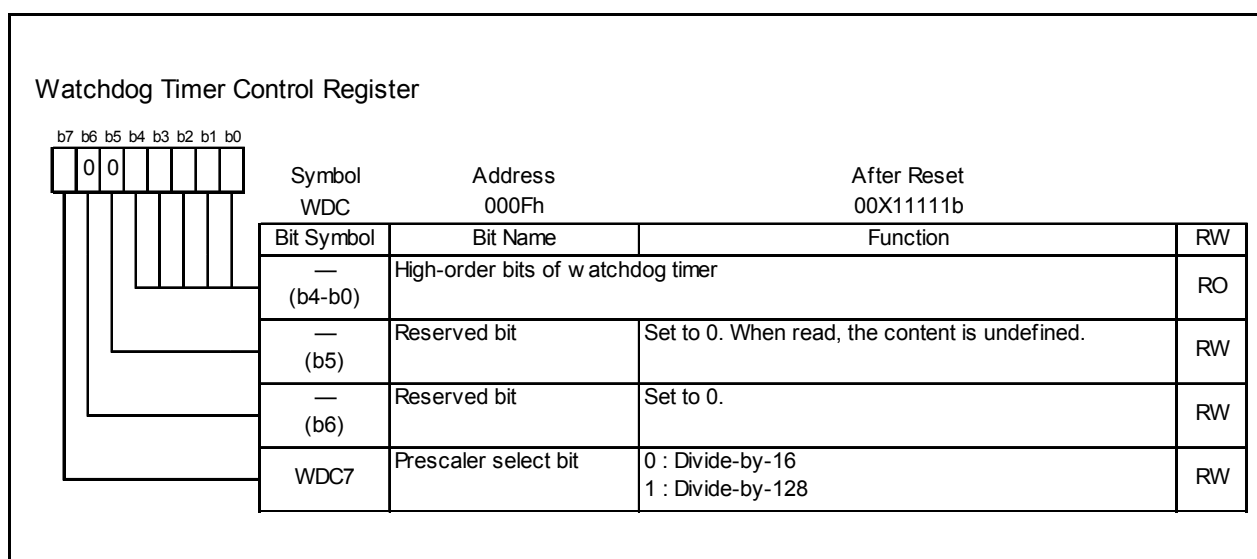 Watchdog Timer Control Register
b7 b6 b5 b4 b3 b2 b1 b0
0 0
Symbol Address After Reset
WDC 000Fh 00X11111b
Bit Symbol Bit Name Function RW
—
(b4-b0) High-order bits of watchdog timer RO
—
(b5) Reserved bit Set to 0. When read, the content is undefined. RW
—
(b6) Reserved bit Set to 0. RW
WDC7 Prescaler select bit 0 : Divide-by-16
1 : Divide-by-128 RW